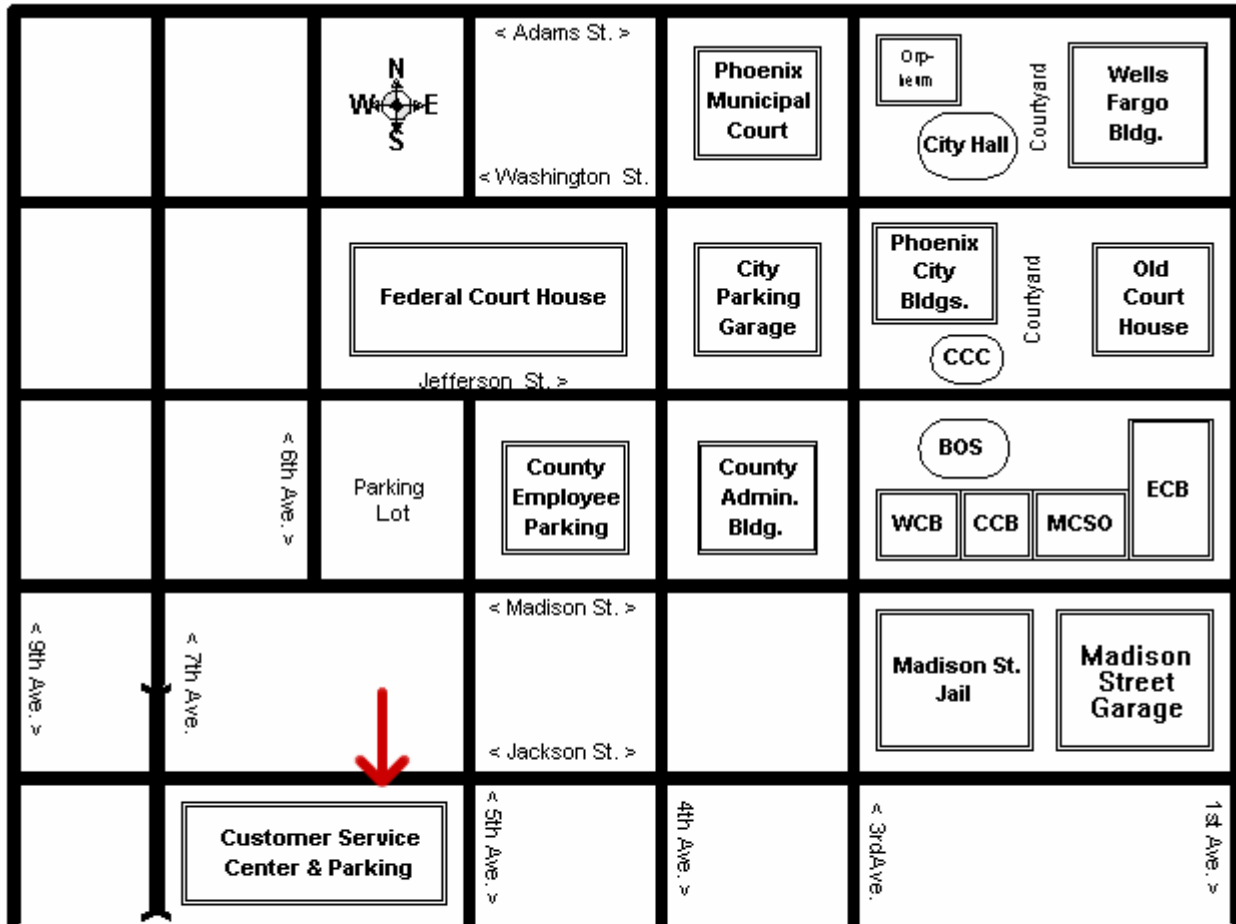 < Adams St. >
N
W E
S
< Washington St.
Phoenix
Municipal
Court
Orp-
heum
City Hall
Courtyard
Wells
Fargo
Bldg.
Federal Court House
Jefferson St. >
City
Parking
Garage
Phoenix
City
Bldgs.
CCC
Courtyard
Old
Court
House
< 6th Ave. >
Parking
Lot
County
Employee
Parking
County
Admin.
Bldg.
BOS
WCB
CCB
MCSO
ECB
< 9th Ave. >
< 7th Ave.
< Madison St. >
< Jackson St. >
Madison St.
Jail
Madison
Street
Garage
Customer Service
Center & Parking
< 5th Ave. >
4th Ave. >
< 3rdAve.
1st Ave. >